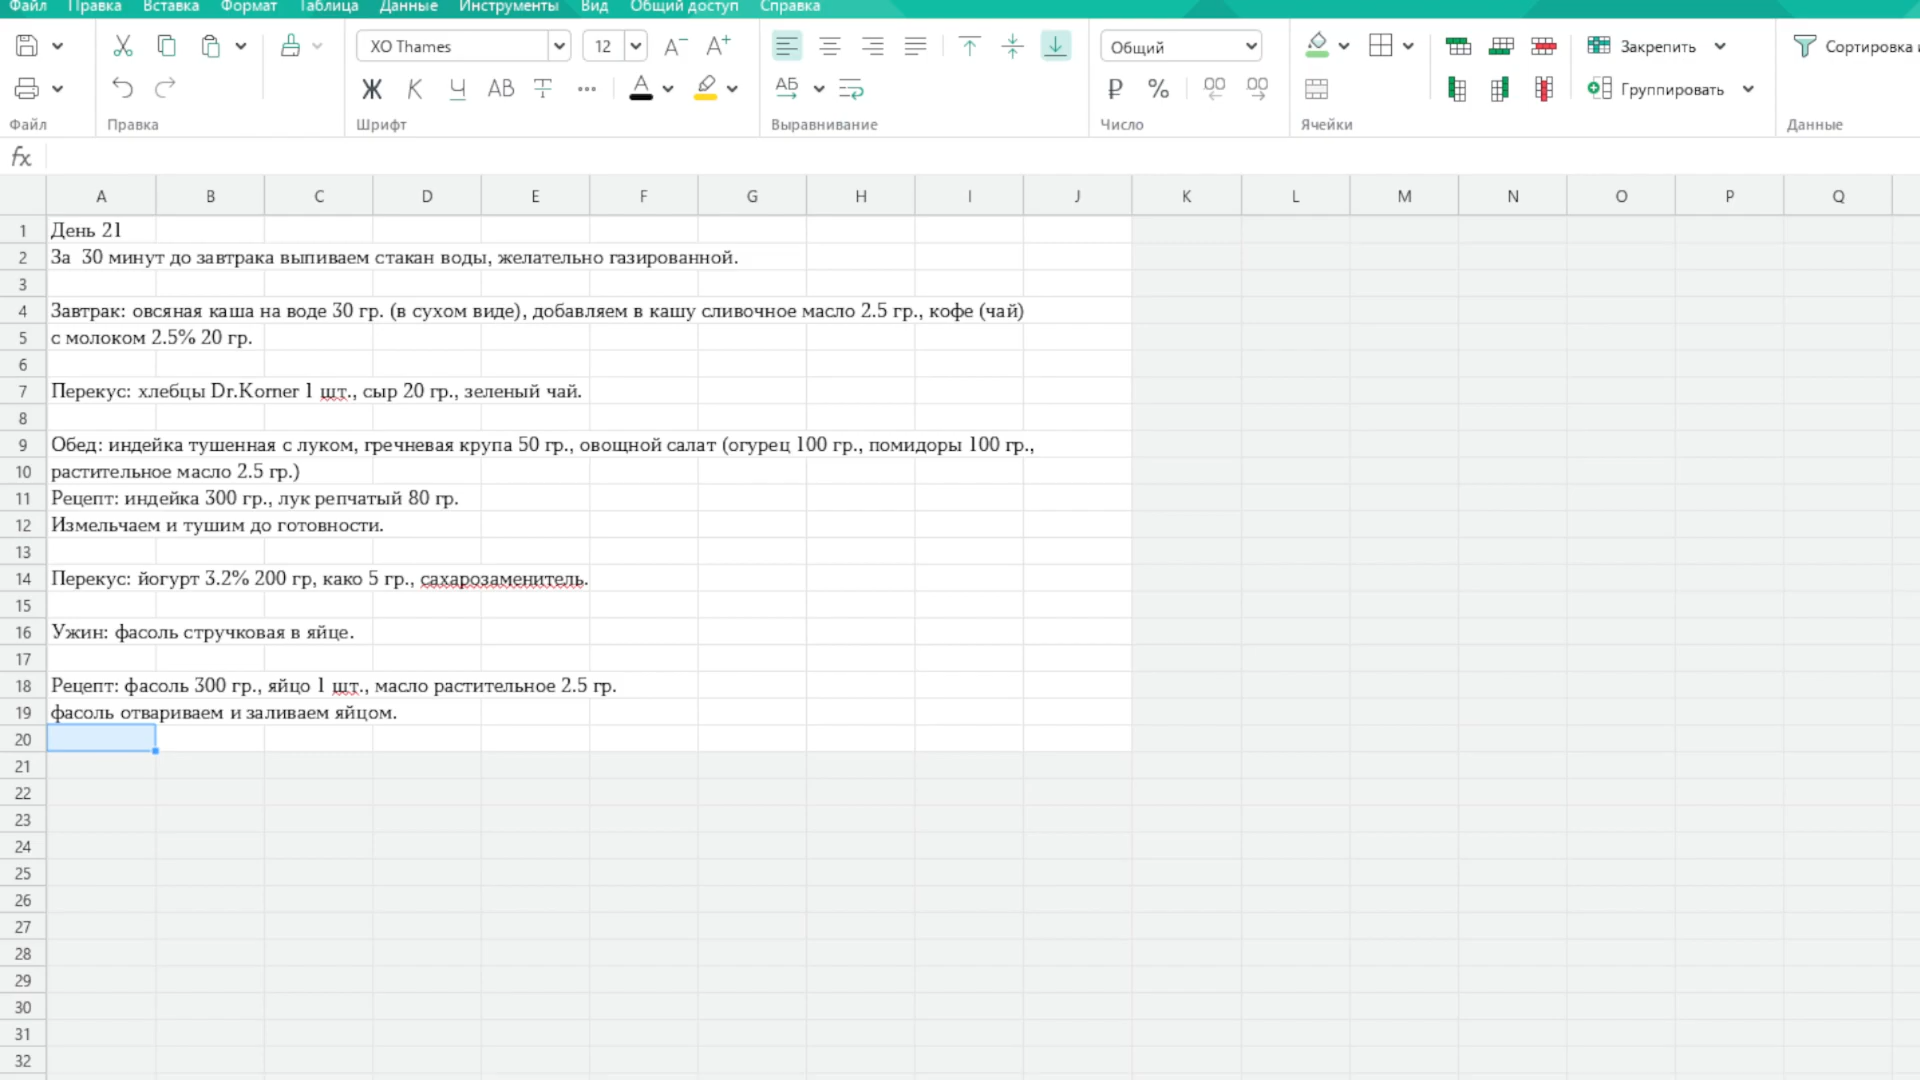 Файл Правка Вставка Формат Таблица Данные Инструменты Вид Общий доступ Справка
XO Thames 12 A− A+ Общий Закрепить Сортировка
Ж К Ч АВ Т ... А АБ ₽ % 00 00 Группировать
Файл Правка Шрифт Выравнивание Число Ячейки Данные
fx
A B C D E F G H I J K L M N O P Q
1 День 21
2 За  30 минут до завтрака выпиваем стакан воды, желательно газированной.
3
4 Завтрак: овсяная каша на воде 30 гр. (в сухом виде), добавляем в кашу сливочное масло 2.5 гр., кофе (чай)
5 с молоком 2.5% 20 гр.
6
7 Перекус: хлебцы Dr.Korner 1 шт., сыр 20 гр., зеленый чай.
8
9 Обед: индейка тушенная с луком, гречневая крупа 50 гр., овощной салат (огурец 100 гр., помидоры 100 гр.,
10 растительное масло 2.5 гр.)
11 Рецепт: индейка 300 гр., лук репчатый 80 гр.
12 Измельчаем и тушим до готовности.
13
14 Перекус: йогурт 3.2% 200 гр, како 5 гр., сахарозаменитель.
15
16 Ужин: фасоль стручковая в яйце.
17
18 Рецепт: фасоль 300 гр., яйцо 1 шт., масло растительное 2.5 гр.
19 фасоль отвариваем и заливаем яйцом.
20
21
22
23
24
25
26
27
28
29
30
31
32